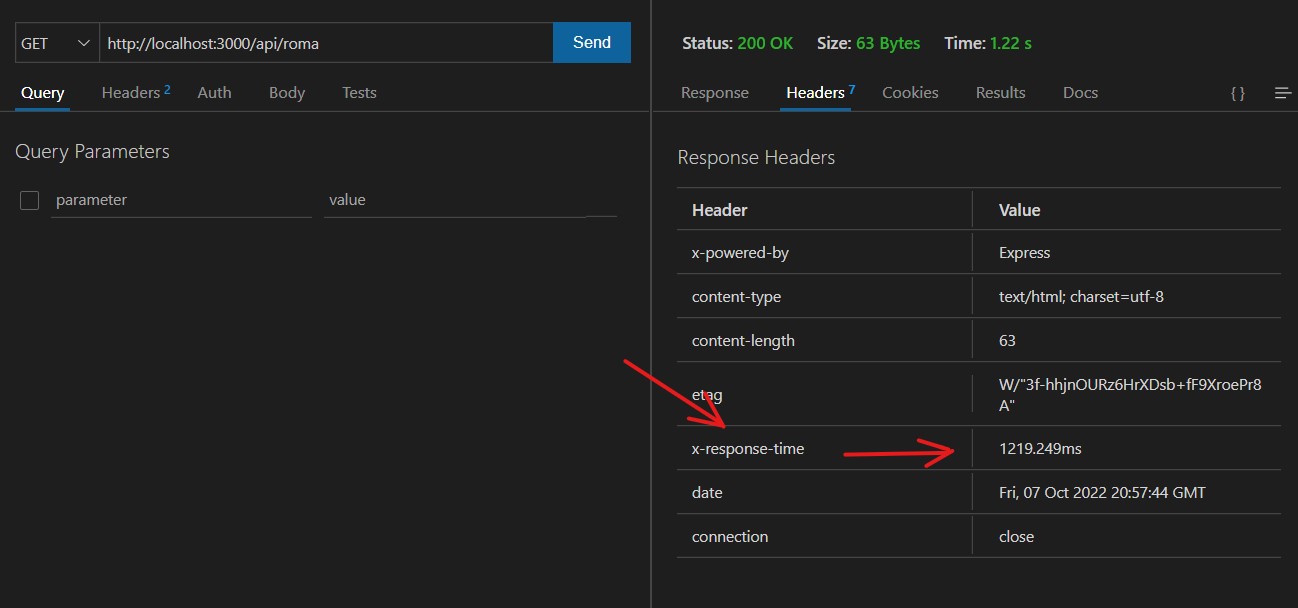 GET http://localhost:3000/api/roma Send
Query Headers 2 Auth Body Tests
Query Parameters
parameter value
Status: 200 OK Size: 63 Bytes Time: 1.22 s
Response Headers 7 Cookies Results Docs { }
Response Headers
Header Value
x-powered-by Express
content-type text/html; charset=utf-8
content-length 63
etag W/"3f-hhjnOURz6HrXDsb+fF9XroePr8
A"
x-response-time 1219.249ms
date Fri, 07 Oct 2022 20:57:44 GMT
connection close